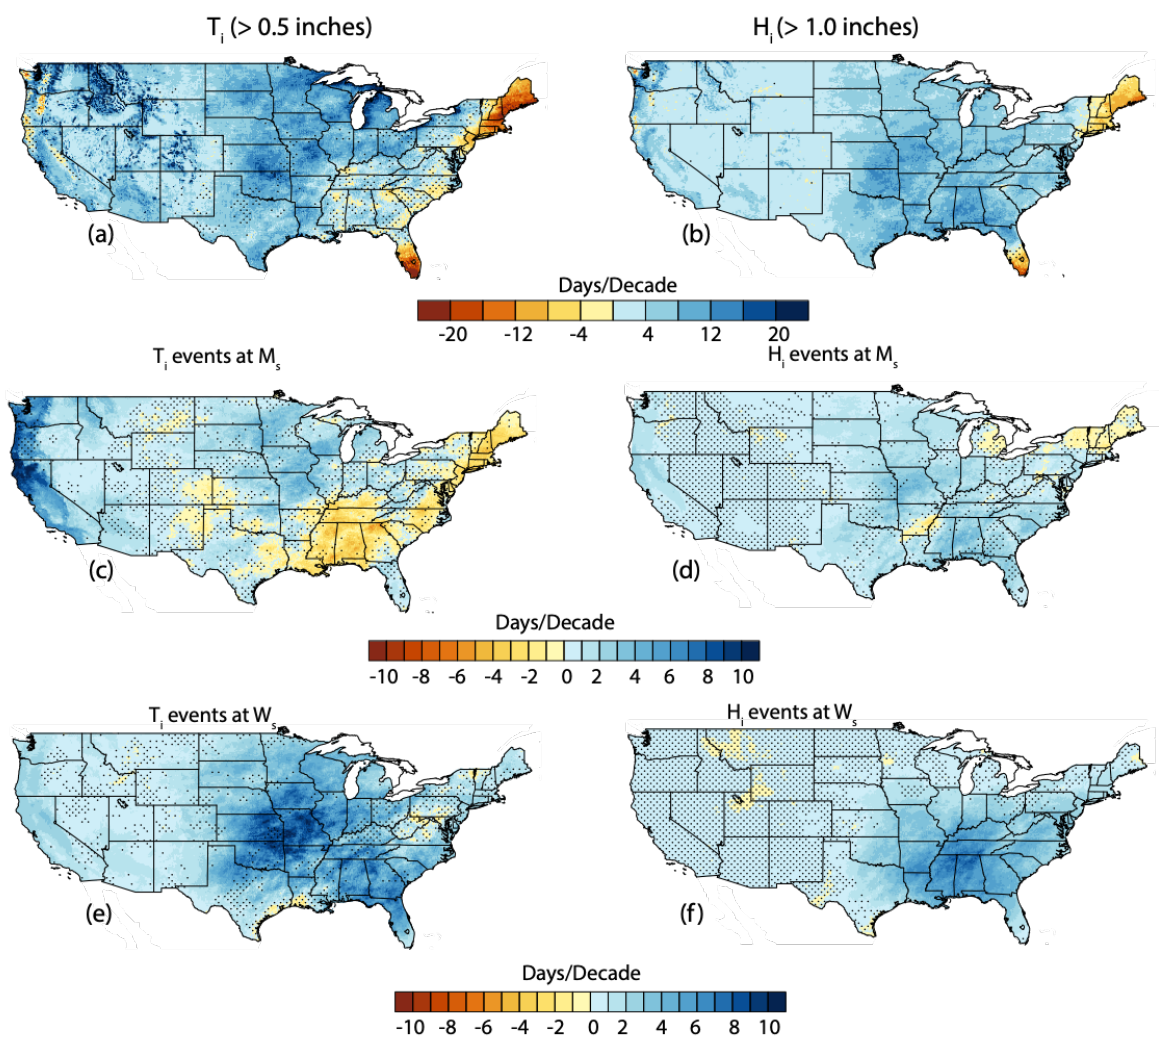 Ti (> 0.5 inches)
Hi (> 1.0 inches)
(a)
(b)
Days/Decade
-20 -12 -4 4 12 20
Ti events at Ms
Hi events at Ms
(c)
(d)
Days/Decade
-10 -8 -6 -4 -2 0 2 4 6 8 10
Ti events at Ws
Hi events at Ws
(e)
(f)
Days/Decade
-10 -8 -6 -4 -2 0 2 4 6 8 10